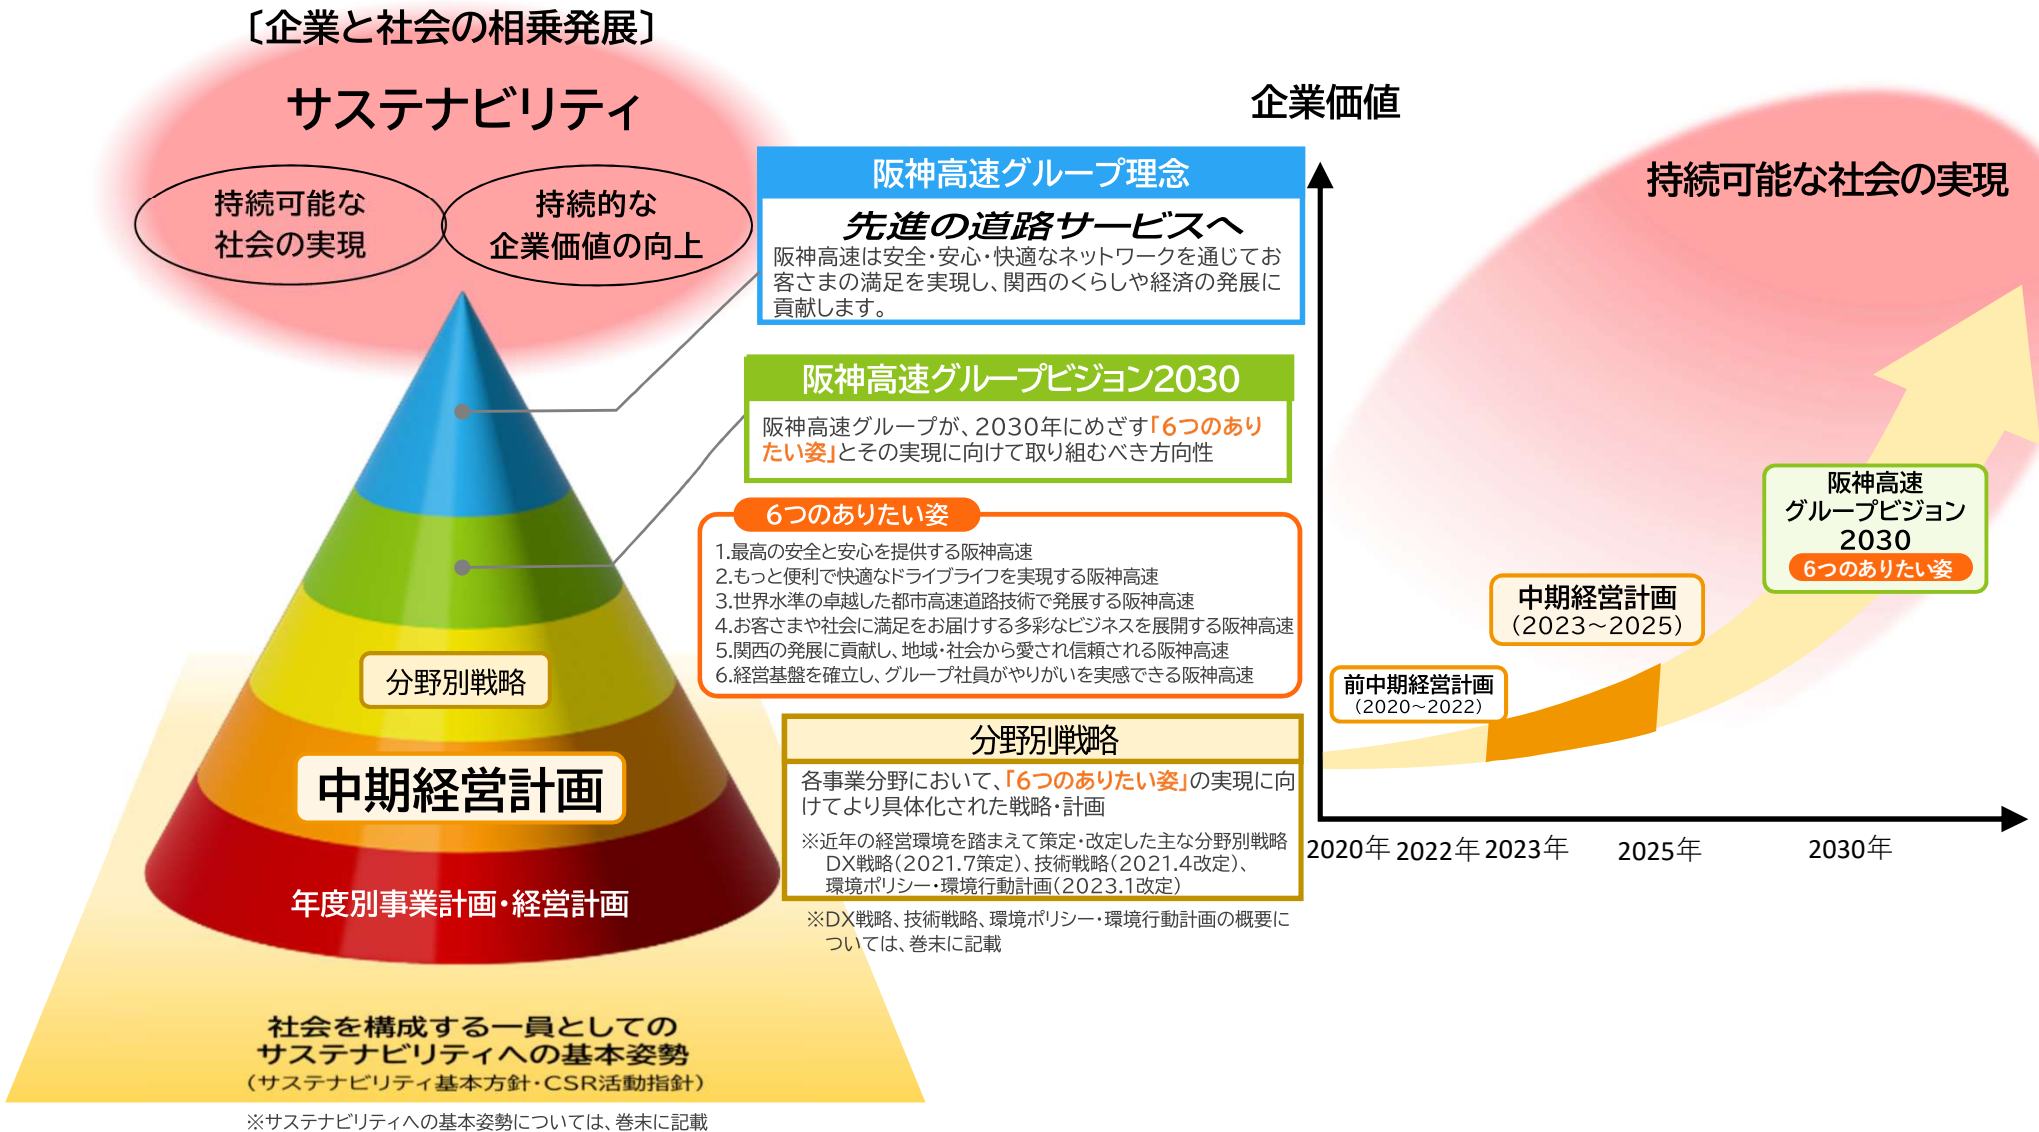 〔企業と社会の相乗発展〕
サステナビリティ
持続可能な
社会の実現
持続的な
企業価値の向上
分野別戦略
中期経営計画
年度別事業計画・経営計画
社会を構成する一員としての
サステナビリティへの基本姿勢
（サステナビリティ基本方針・CSR活動指針）
※サステナビリティへの基本姿勢については、巻末に記載
阪神高速グループ理念
先進の道路サービスへ
阪神高速は安全・安心・快適なネットワークを通じてお
客さまの満足を実現し、関西のくらしや経済の発展に
貢献します。
阪神高速グループビジョン2030
阪神高速グループが、2030年にめざす「6つのあり
たい姿」とその実現に向けて取り組むべき方向性
6つのありたい姿
1.最高の安全と安心を提供する阪神高速
2.もっと便利で快適なドライブライフを実現する阪神高速
3.世界水準の卓越した都市高速道路技術で発展する阪神高速
4.お客さまや社会に満足をお届けする多彩なビジネスを展開する阪神高速
5.関西の発展に貢献し、地域・社会から愛され信頼される阪神高速
6.経営基盤を確立し、グループ社員がやりがいを実感できる阪神高速
分野別戦略
各事業分野において、「6つのありたい姿」の実現に向
けてより具体化された戦略・計画
※近年の経営環境を踏まえて策定・改定した主な分野別戦略
DX戦略（2021.7策定）、技術戦略（2021.4改定）、
環境ポリシー・環境行動計画（2023.1改定）
※DX戦略、技術戦略、環境ポリシー・環境行動計画の概要に
ついては、巻末に記載
企業価値
持続可能な社会の実現
阪神高速
グループビジョン
2030
6つのありたい姿
中期経営計画
（2023～2025）
前中期経営計画
（2020～2022）
2020年 2022年 2023年 2025年 2030年